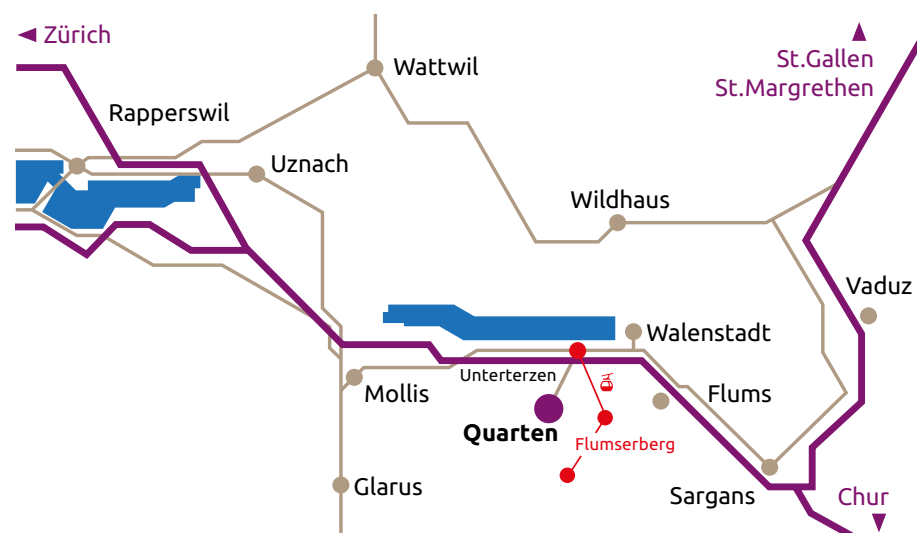 Zürich
St.Gallen
St.Margrethen
Wattwil
Rapperswil
Uznach
Wildhaus
Vaduz
Walenstadt
Unterterzen
Mollis
Flums
Quarten
Flumserberg
Glarus
Sargans
Chur